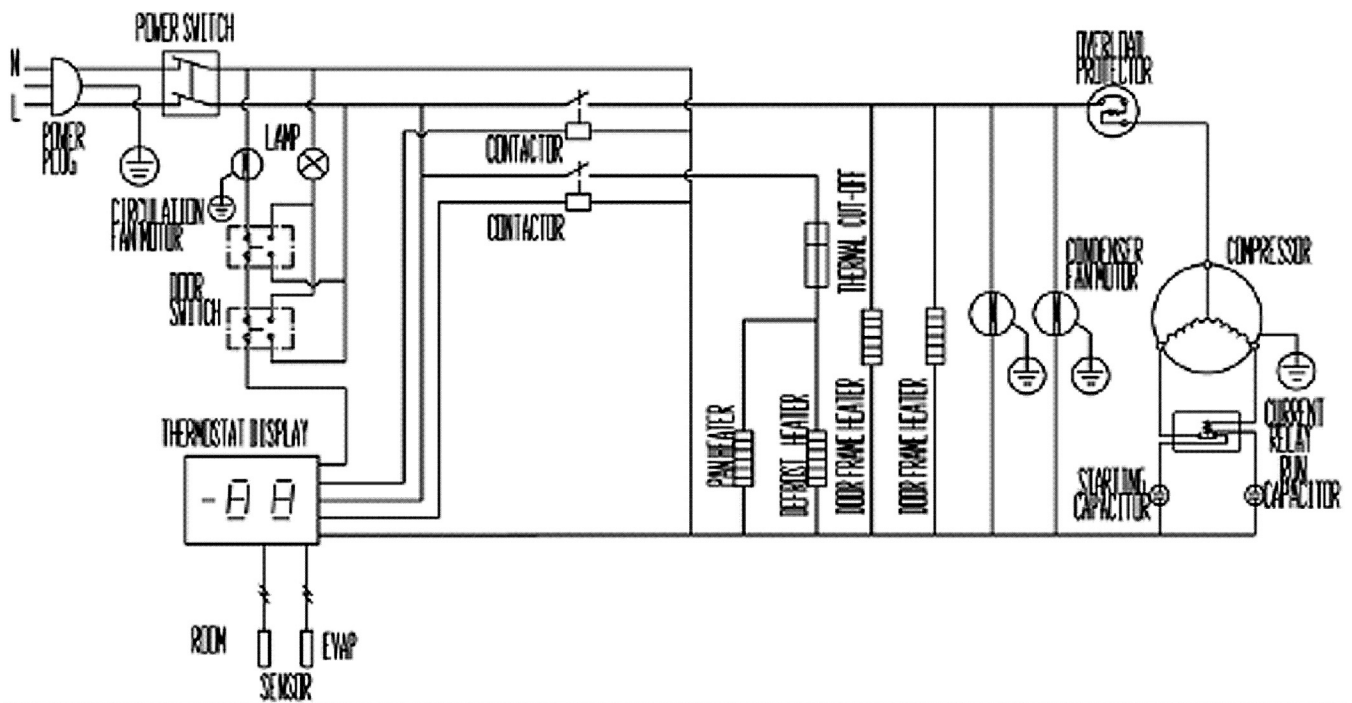 POWER SWITCH
N
L
POWER
PLUG
LAMP
CIRCULATION
FAN MOTOR
DOOR
SWITCH
CONTACTOR
CONTACTOR
OVERLOAD
PROTECTOR
THERMAL CUT-OFF
CONDENSER
FAN MOTOR
COMPRESSOR
THERMOSTAT DISPLAY
-88
PAN HEATER
DEFROST HEATER
DOOR FRAME HEATER
DOOR FRAME HEATER
CURRENT
RELAY
STARTING
CAPACITOR
RUN
CAPACITOR
ROOM
EVAP
SENSOR